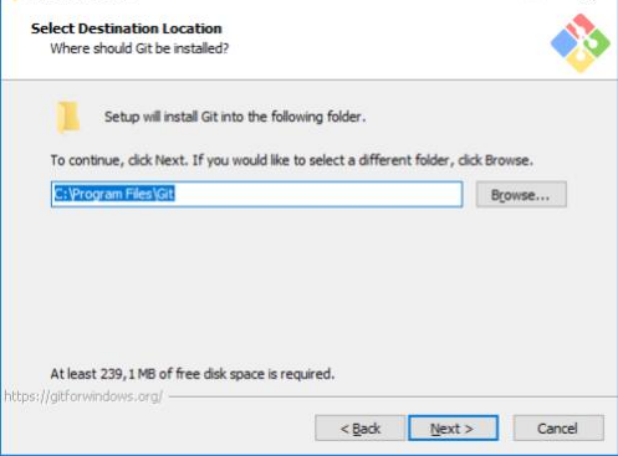 Select Destination Location
Where should Git be installed?
Setup will install Git into the following folder.
To continue, click Next. If you would like to select a different folder, click Browse.
C:\Program Files\Git
Browse...
At least 239,1 MB of free disk space is required.
https://gitforwindows.org/
< Back
Next >
Cancel